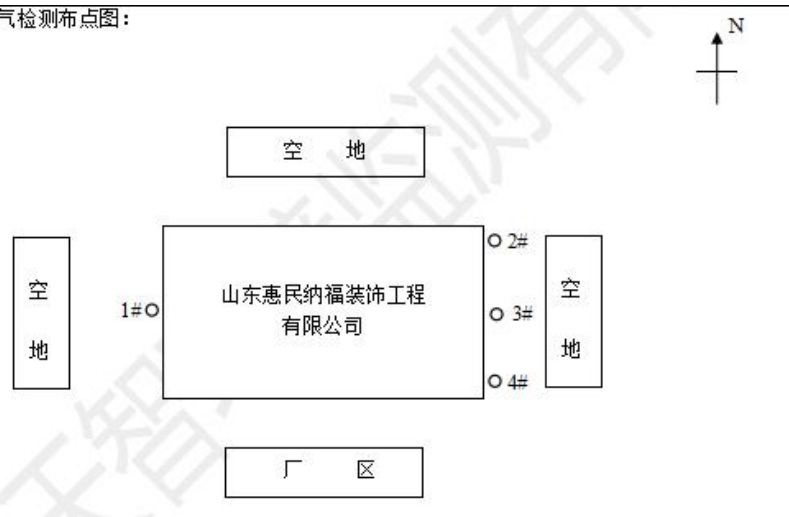 气检测布点图：
N
空 地
空
地
1#
山东惠民纳福装饰工程
有限公司
2#
3#
4#
空
地
厂 区